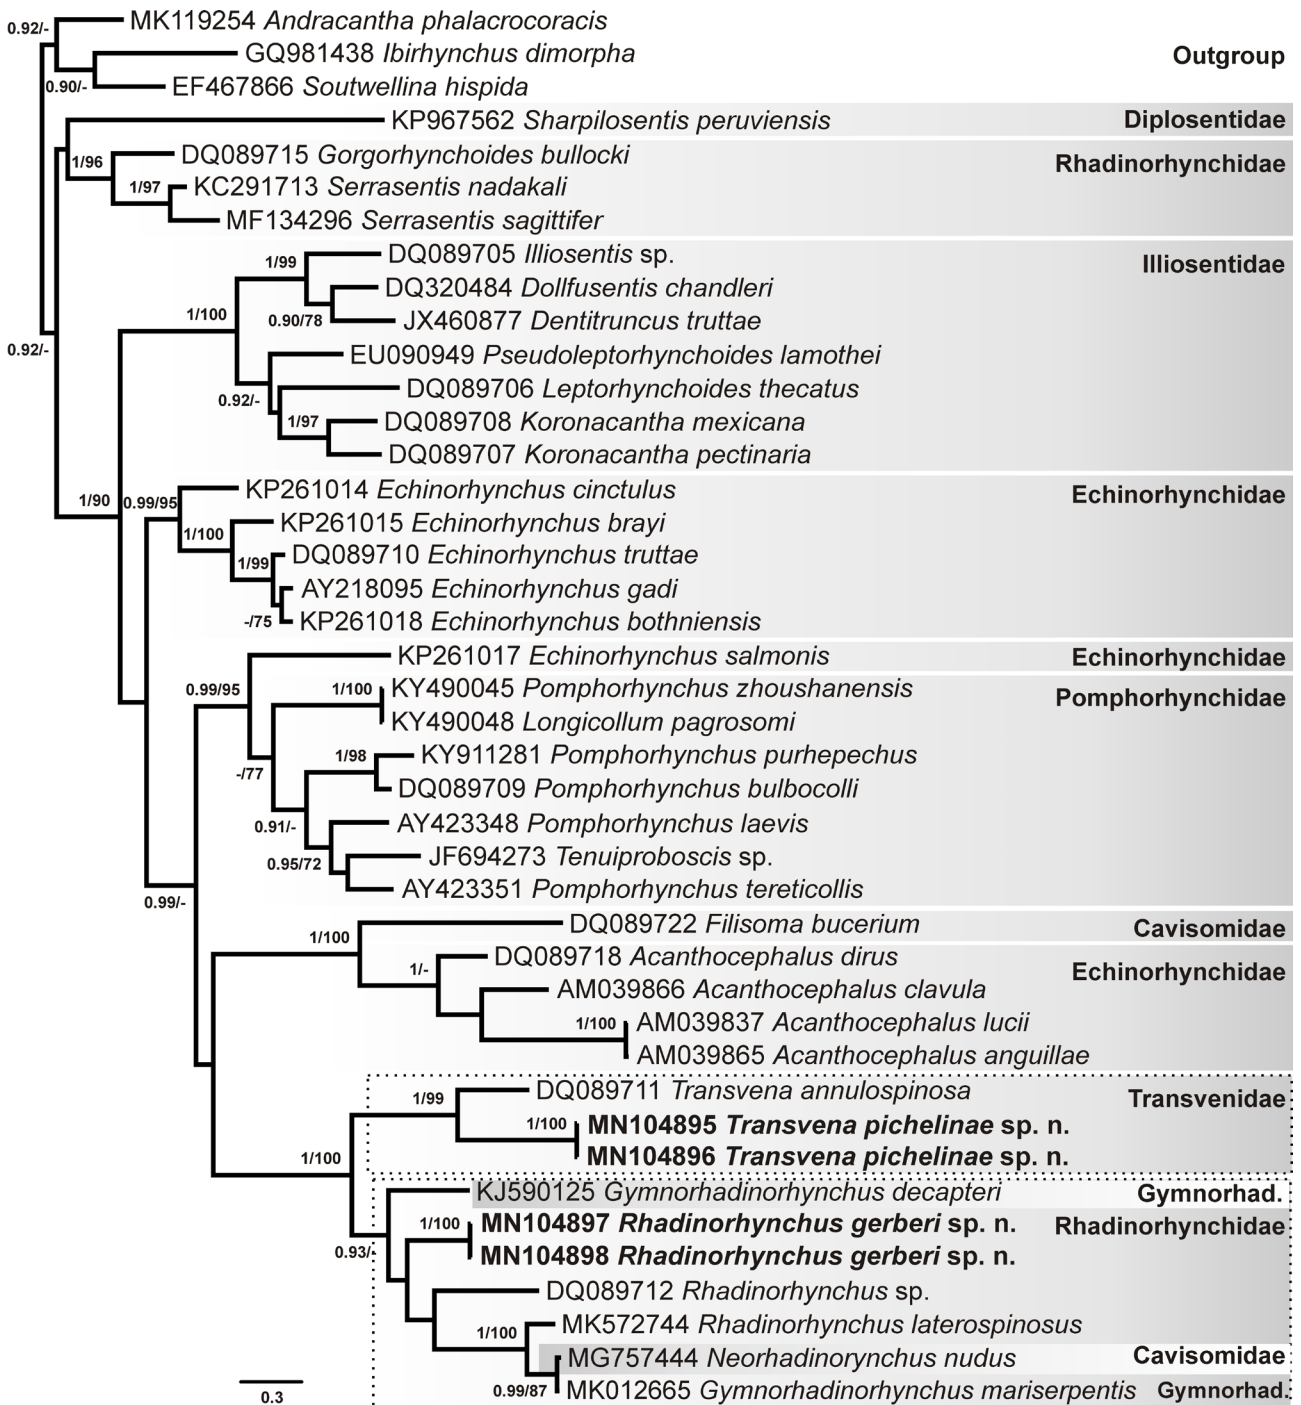 0.92/-
MK119254 Andracantha phalacrocoracis
GQ981438 Ibirhynchus dimorpha
Outgroup
0.90/-
EF467866 Soutwellina hispida
KP967562 Sharpilosentis peruviensis
Diplosentidae
DQ089715 Gorgorhynchoides bullocki
Rhadinorhynchidae
1/96
1/97
KC291713 Serrasentis nadakali
MF134296 Serrasentis sagittifer
DQ089705 Illiosentis sp.
Illiosentidae
1/99
DQ320484 Dollfusentis chandleri
1/100
0.90/78
JX460877 Dentitruncus truttae
0.92/-
EU090949 Pseudoleptorhynchoides lamothei
DQ089706 Leptorhynchoides thecatus
0.92/-
1/97
DQ089708 Koronacantha mexicana
DQ089707 Koronacantha pectinaria
KP261014 Echinorhynchus cinctulus
Echinorhynchidae
1/90
0.99/95
KP261015 Echinorhynchus brayi
1/100
DQ089710 Echinorhynchus truttae
1/99
AY218095 Echinorhynchus gadi
-/75
KP261018 Echinorhynchus bothniensis
KP261017 Echinorhynchus salmonis
Echinorhynchidae
0.99/95
1/100
KY490045 Pomphorhynchus zhoushanensis
Pomphorhynchidae
KY490048 Longicollum pagrosomi
1/98
KY911281 Pomphorhynchus purhepechus
-/77
DQ089709 Pomphorhynchus bulbocolli
0.91/-
AY423348 Pomphorhynchus laevis
0.95/72
JF694273 Tenuiproboscis sp.
AY423351 Pomphorhynchus tereticollis
0.99/-
DQ089722 Filisoma bucerium
Cavisomidae
1/100
DQ089718 Acanthocephalus dirus
Echinorhynchidae
1/-
AM039866 Acanthocephalus clavula
1/100
AM039837 Acanthocephalus lucii
AM039865 Acanthocephalus anguillae
DQ089711 Transvena annulospinosa
Transvenidae
1/99
1/100
MN104895 Transvena pichelinae sp. n.
MN104896 Transvena pichelinae sp. n.
1/100
KJ590125 Gymnorhadinorhynchus decapteri
Gymnorhad.
1/100
MN104897 Rhadinorhynchus gerberi sp. n.
Rhadinorhynchidae
0.93/-
MN104898 Rhadinorhynchus gerberi sp. n.
DQ089712 Rhadinorhynchus sp.
1/100
MK572744 Rhadinorhynchus laterospinosus
MG757444 Neorhadinorynchus nudus
Cavisomidae
0.99/87
MK012665 Gymnorhadinorhynchus mariserpentis
Gymnorhad.
0.3